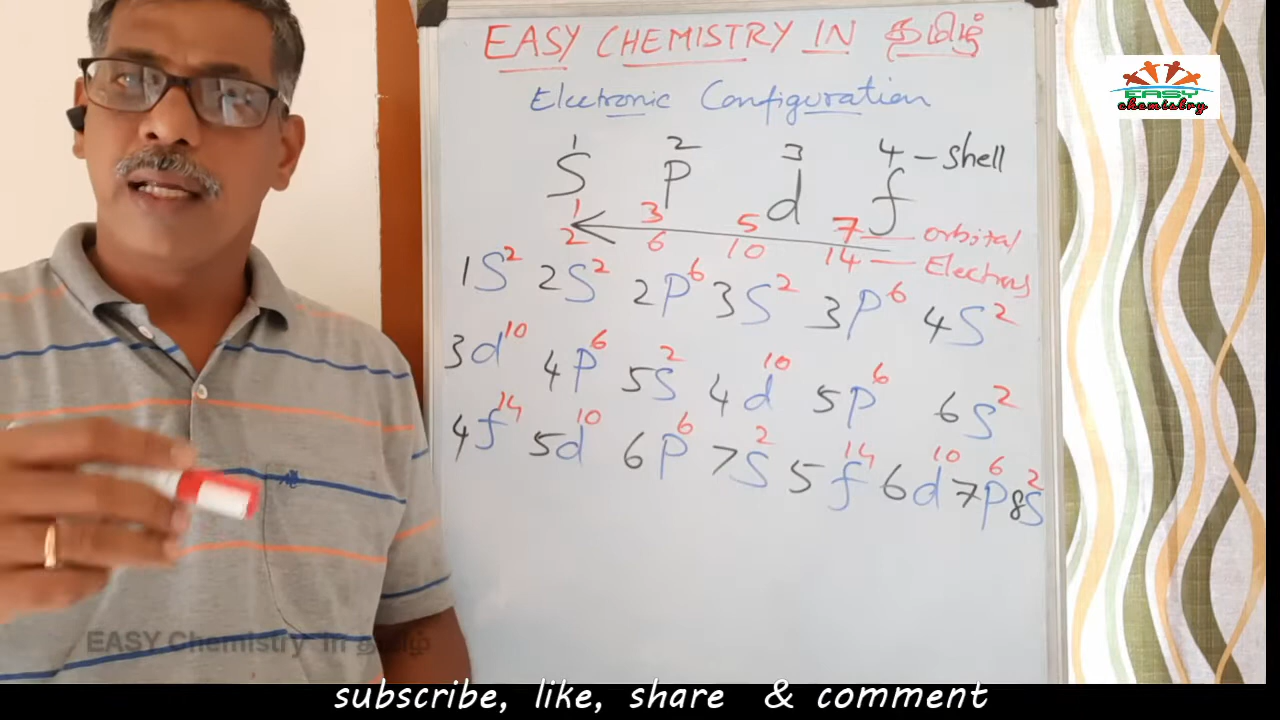 EASY CHEMISTRY IN தமிழ்
EASY
chemistry
Electronic Configuration
1 2 3 4 – Shell
S P d f
1 3 5 7 — orbital
2 6 10 14 — Electrons
1S² 2S² 2P⁶ 3S² 3P⁶ 4S²
3d¹⁰ 4P⁶ 5S² 4d¹⁰ 5P⁶ 6S²
4f¹⁴ 5d¹⁰ 6P⁶ 7S² 5f¹⁴ 6d¹⁰ 7P⁶ 8S²
EASY Chemistry in தமிழ்
subscribe, like, share & comment